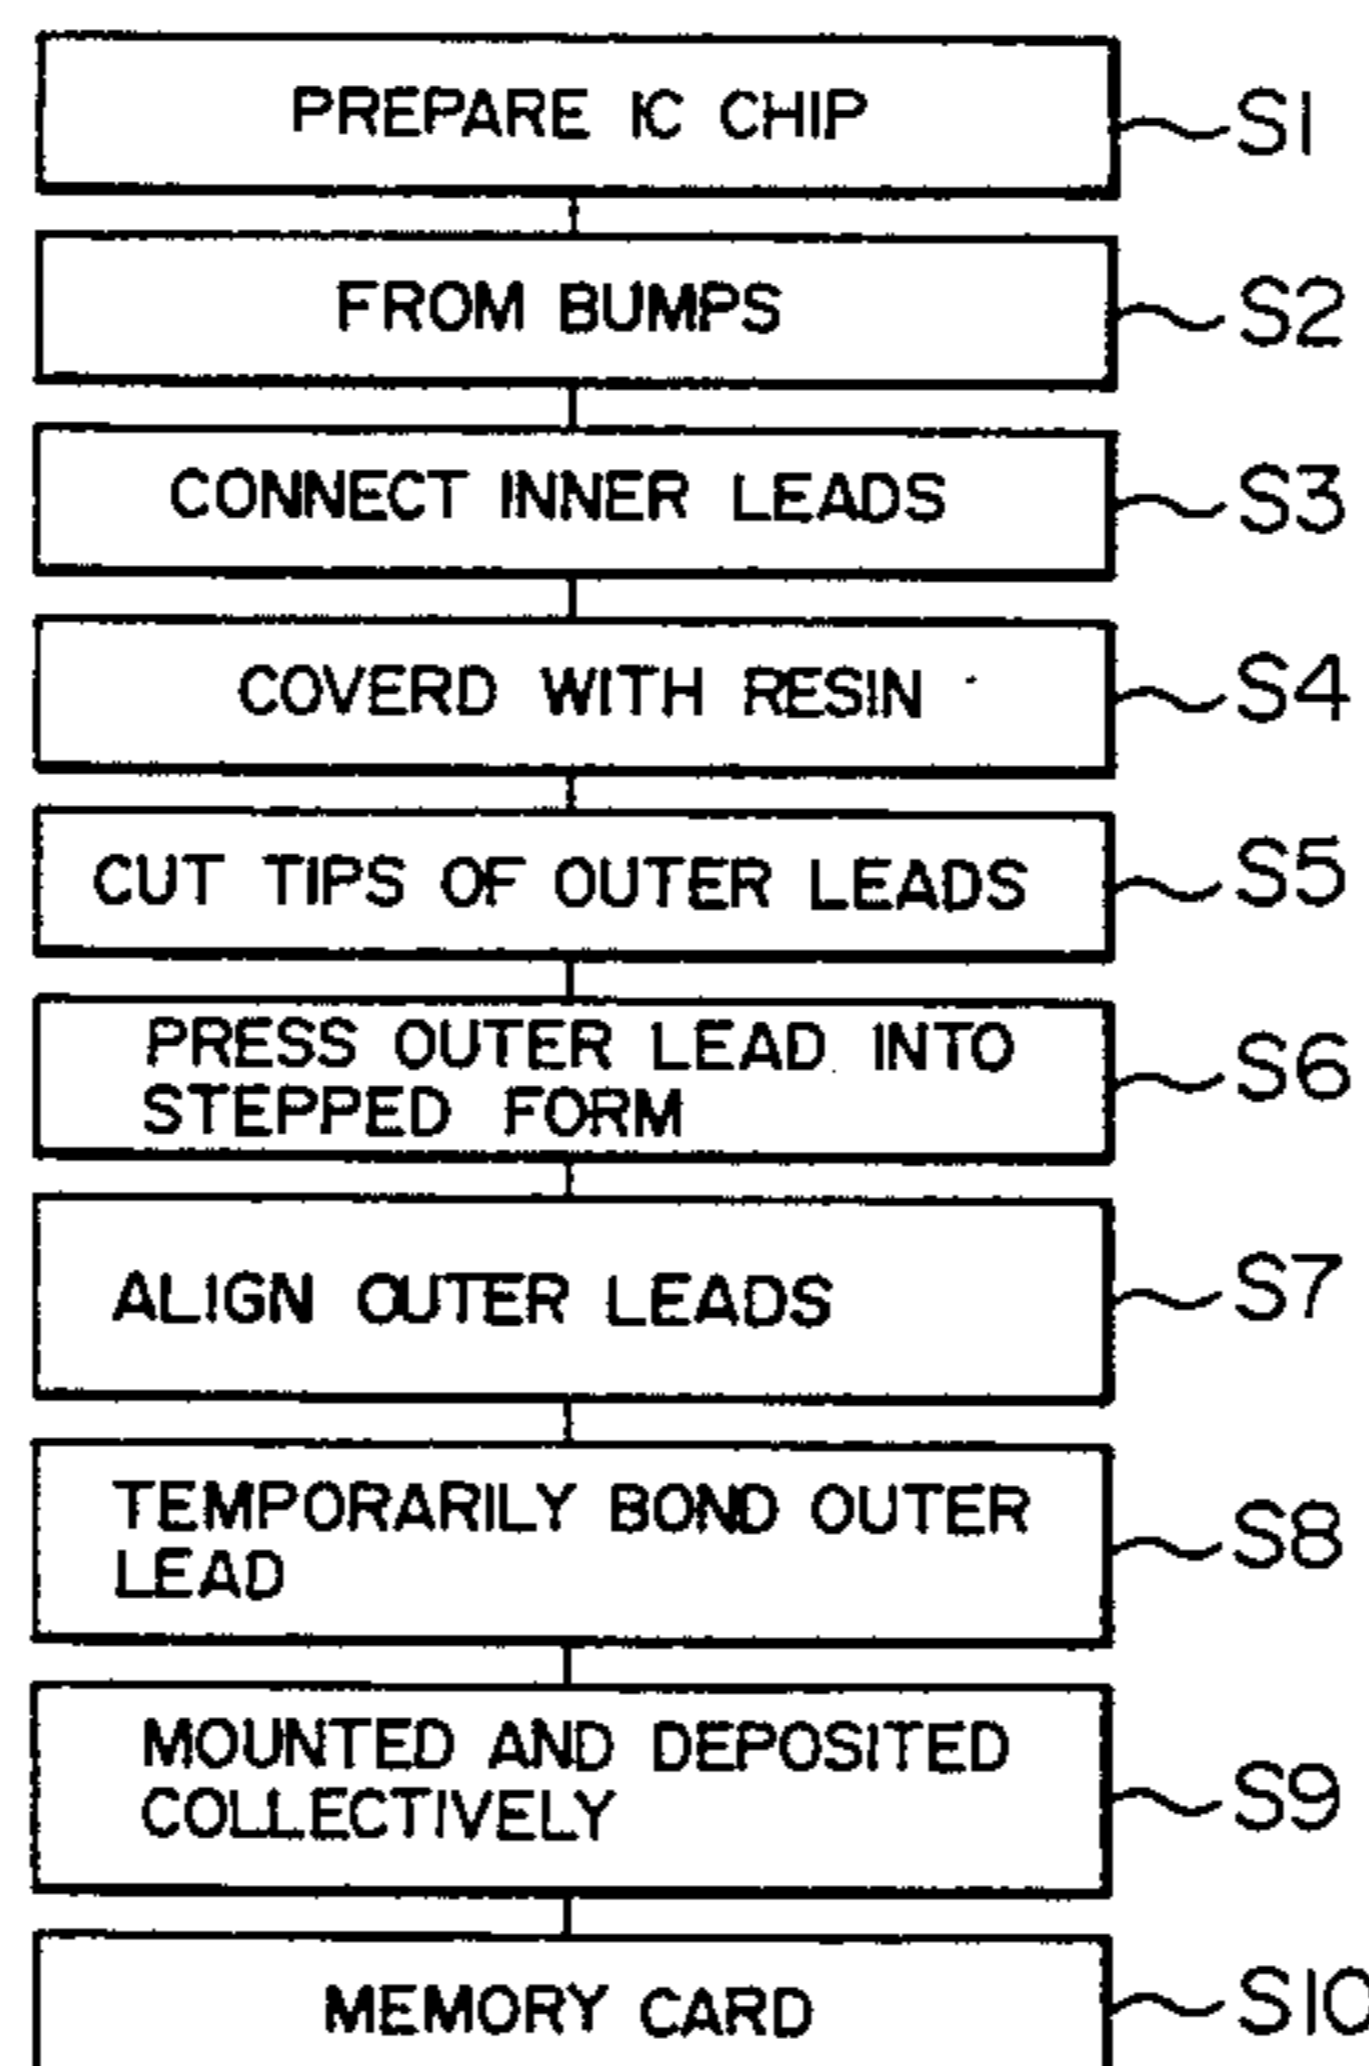 PREPARE IC CHIP
S1
FROM BUMPS
S2
CONNECT INNER LEADS
S3
COVERD WITH RESIN
S4
CUT TIPS OF OUTER LEADS
S5
PRESS OUTER LEAD INTO
STEPPED FORM
S6
ALIGN OUTER LEADS
S7
TEMPORARILY BOND OUTER
LEAD
S8
MOUNTED AND DEPOSITED
COLLECTIVELY
S9
MEMORY CARD
S10